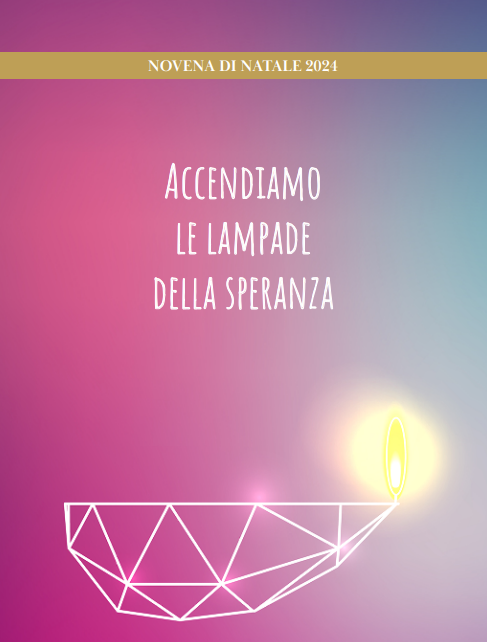 NOVENA DI NATALE 2024
Accendiamo
le lampade
della speranza